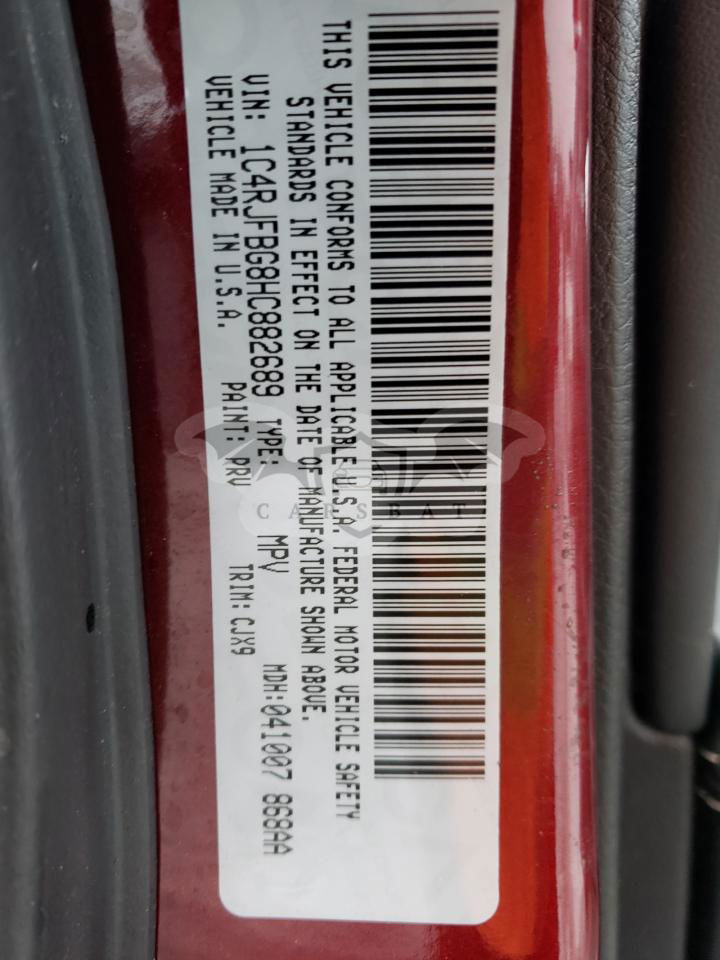 THIS VEHICLE CONFORMS TO ALL APPLICABLE U.S.A. FEDERAL MOTOR VEHICLE SAFETY
STANDARDS IN EFFECT ON THE DATE OF MANUFACTURE SHOWN ABOVE.
VIN: 1C4RJFBG8HC882689 TYPE: MPV MDH:041007 868AA
VEHICLE MADE IN U.S.A. PAINT: PRV TRIM: CJX9
CARSBAT